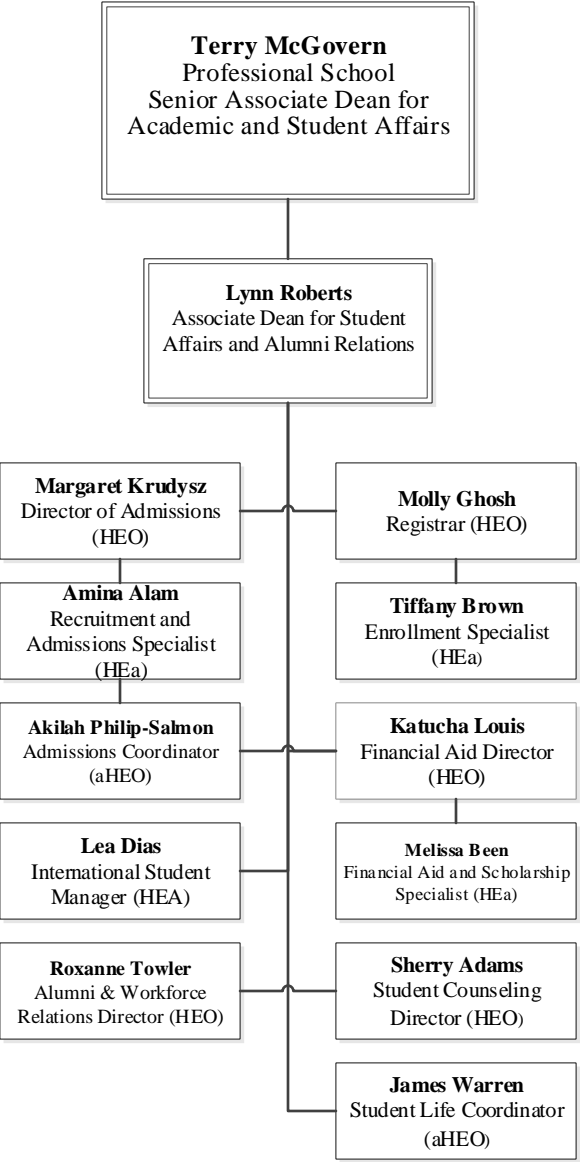 Terry McGovern
Professional School
Senior Associate Dean for
Academic and Student Affairs
Lynn Roberts
Associate Dean for Student
Affairs and Alumni Relations
Margaret Krudysz
Director of Admissions
(HEO)
Molly Ghosh
Registrar (HEO)
Amina Alam
Recruitment and
Admissions Specialist
(HEa)
Tiffany Brown
Enrollment Specialist
(HEa)
Akilah Philip-Salmon
Admissions Coordinator
(aHEO)
Katucha Louis
Financial Aid Director
(HEO)
Lea Dias
International Student
Manager (HEA)
Melissa Been
Financial Aid and Scholarship
Specialist (HEa)
Roxanne Towler
Alumni & Workforce
Relations Director (HEO)
Sherry Adams
Student Counseling
Director (HEO)
James Warren
Student Life Coordinator
(aHEO)